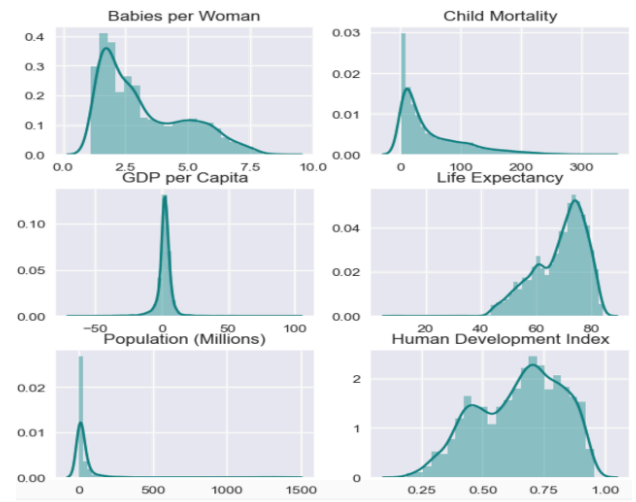 Babies per Woman
0.4
0.3
0.2
0.1
0.0
0.0 2.5 5.0 7.5 10.0
Child Mortality
0.03
0.02
0.01
0.00
0 100 200 300
GDP per Capita
0.10
0.05
0.00
−50 0 50 100
Life Expectancy
0.04
0.02
0.00
20 40 60 80
Population (Millions)
0.02
0.01
0.00
0 500 1000 1500
Human Development Index
2
1
0
0.25 0.50 0.75 1.00